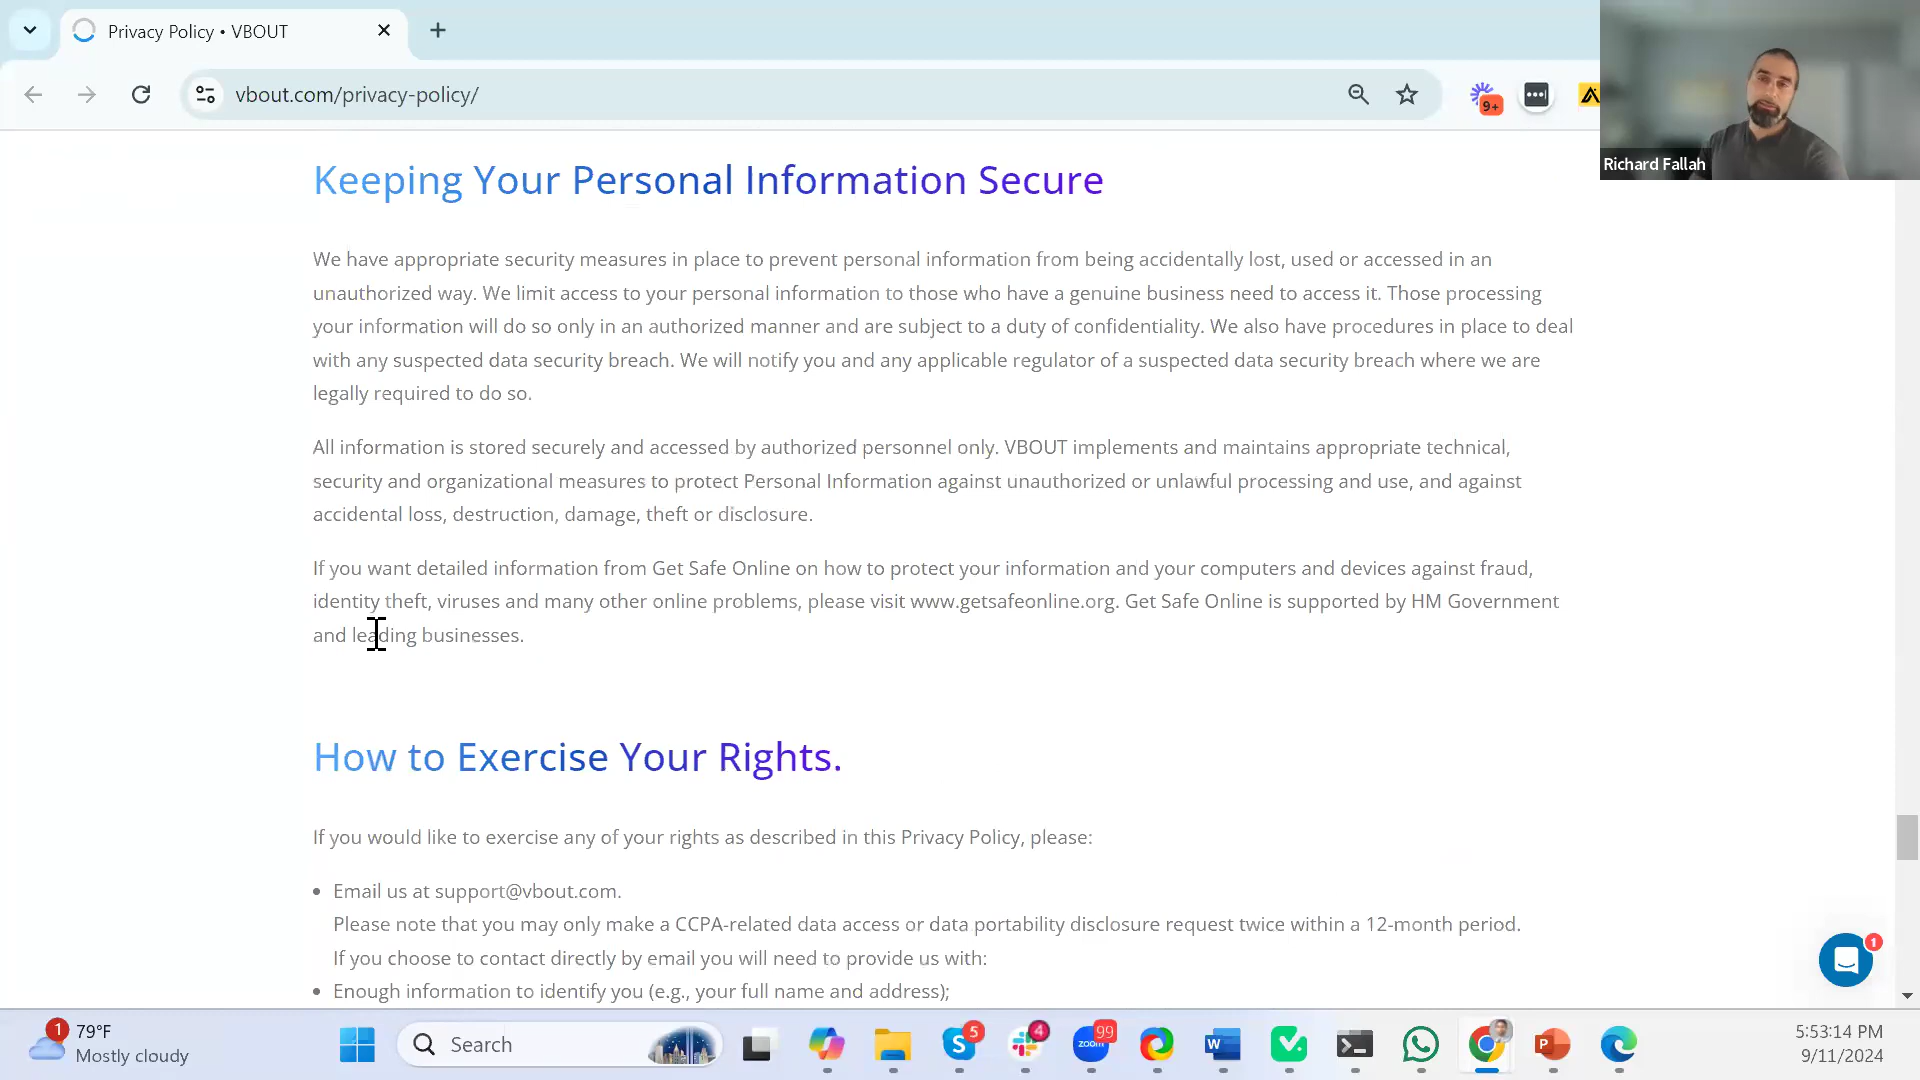 Privacy Policy • VBOUT
vbout.com/privacy-policy/
9+
Richard Fallah
Keeping Your Personal Information Secure
We have appropriate security measures in place to prevent personal information from being accidentally lost, used or accessed in an
unauthorized way. We limit access to your personal information to those who have a genuine business need to access it. Those processing
your information will do so only in an authorized manner and are subject to a duty of confidentiality. We also have procedures in place to deal
with any suspected data security breach. We will notify you and any applicable regulator of a suspected data security breach where we are
legally required to do so.
All information is stored securely and accessed by authorized personnel only. VBOUT implements and maintains appropriate technical,
security and organizational measures to protect Personal Information against unauthorized or unlawful processing and use, and against
accidental loss, destruction, damage, theft or disclosure.
If you want detailed information from Get Safe Online on how to protect your information and your computers and devices against fraud,
identity theft, viruses and many other online problems, please visit www.getsafeonline.org. Get Safe Online is supported by HM Government
and leading businesses.
How to Exercise Your Rights.
If you would like to exercise any of your rights as described in this Privacy Policy, please:
• Email us at support@vbout.com.
Please note that you may only make a CCPA-related data access or data portability disclosure request twice within a 12-month period.
If you choose to contact directly by email you will need to provide us with:
• Enough information to identify you (e.g., your full name and address);
1
1
79°F
Mostly cloudy
Search
S
5
4
zoom
99
W
P
5:53:14 PM
9/11/2024